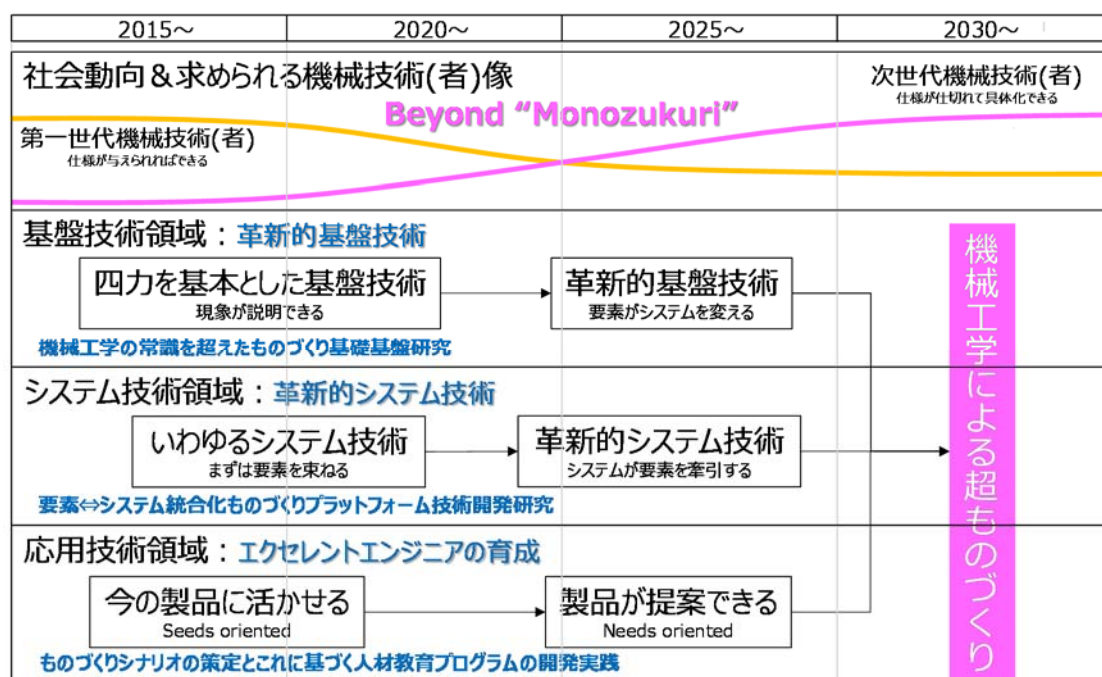 2015～
2020～
2025～
2030～
社会動向＆求められる機械技術(者)像
次世代機械技術(者)
仕様が仕切れて具体化できる
Beyond “Monozukuri”
第一世代機械技術(者)
仕様が与えられればできる
基盤技術領域：革新的基盤技術
四力を基本とした基盤技術
現象が説明できる
革新的基盤技術
要素がシステムを変える
機械工学の常識を超えたものづくり基礎基盤研究
システム技術領域：革新的システム技術
いわゆるシステム技術
まずは要素を束ねる
革新的システム技術
システムが要素を牽引する
要素⇔システム統合化ものづくりプラットフォーム技術開発研究
応用技術領域：エクセレントエンジニアの育成
今の製品に活かせる
Seeds oriented
製品が提案できる
Needs oriented
ものづくりシナリオの策定とこれに基づく人材教育プログラムの開発実践
機械工学による超ものづくり